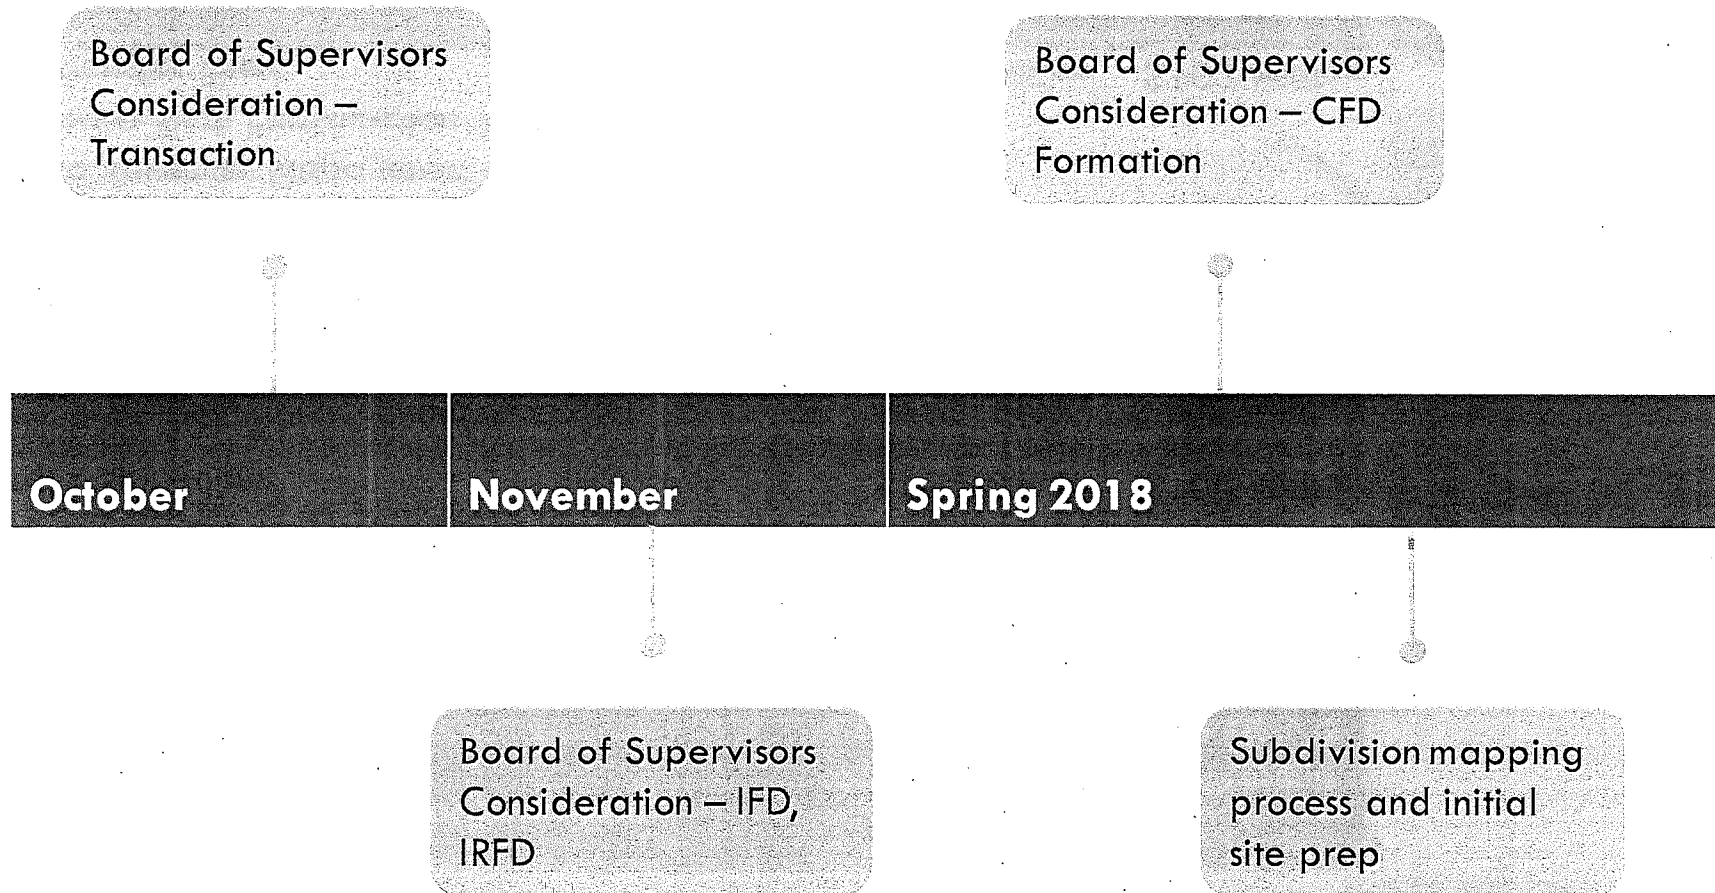 Board of Supervisors
Consideration –
Transaction
Board of Supervisors
Consideration – CFD
Formation
October
November
Spring 2018
Board of Supervisors
Consideration – IFD,
IRFD
Subdivision mapping
process and initial
site prep